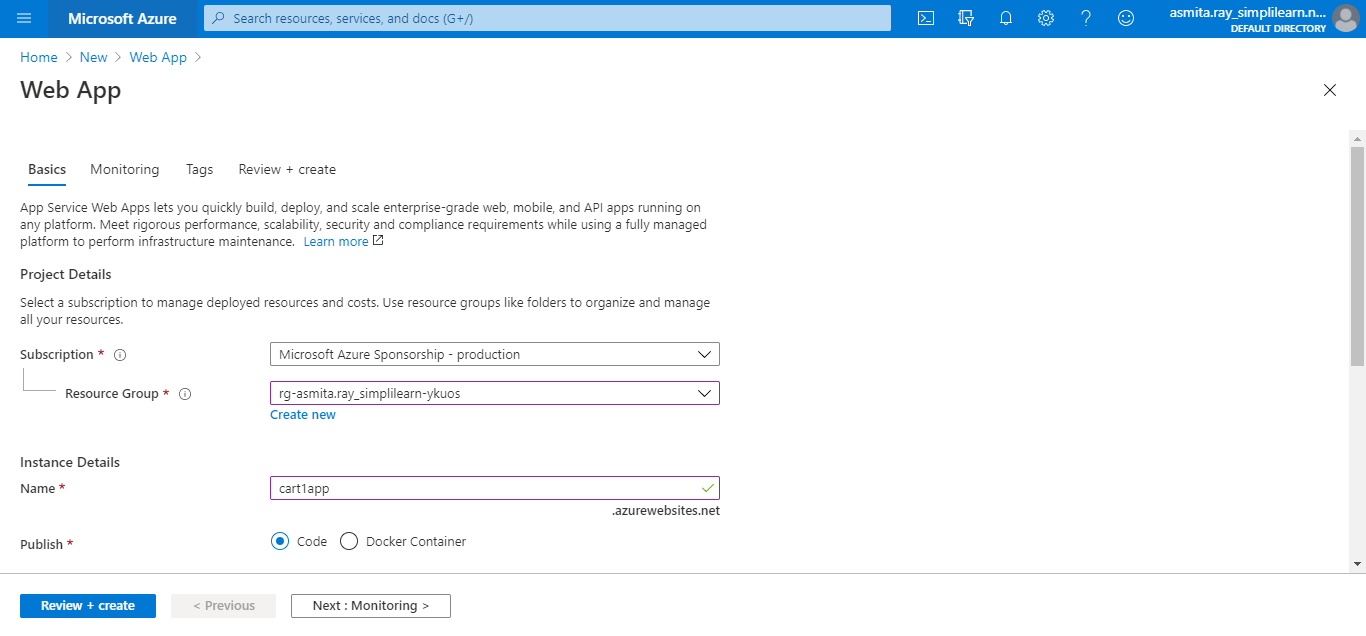 Microsoft Azure
Search resources, services, and docs (G+/)
asmita.ray_simplilearn.n...
DEFAULT DIRECTORY
Home > New > Web App >
Web App
Basics Monitoring Tags Review + create
App Service Web Apps lets you quickly build, deploy, and scale enterprise-grade web, mobile, and API apps running on
any platform. Meet rigorous performance, scalability, security and compliance requirements while using a fully managed
platform to perform infrastructure maintenance. Learn more
Project Details
Select a subscription to manage deployed resources and costs. Use resource groups like folders to organize and manage
all your resources.
Subscription * Microsoft Azure Sponsorship - production
Resource Group * rg-asmita.ray_simplilearn-ykuos
Create new
Instance Details
Name * cart1app
.azurewebsites.net
Publish * Code Docker Container
Review + create < Previous Next : Monitoring >